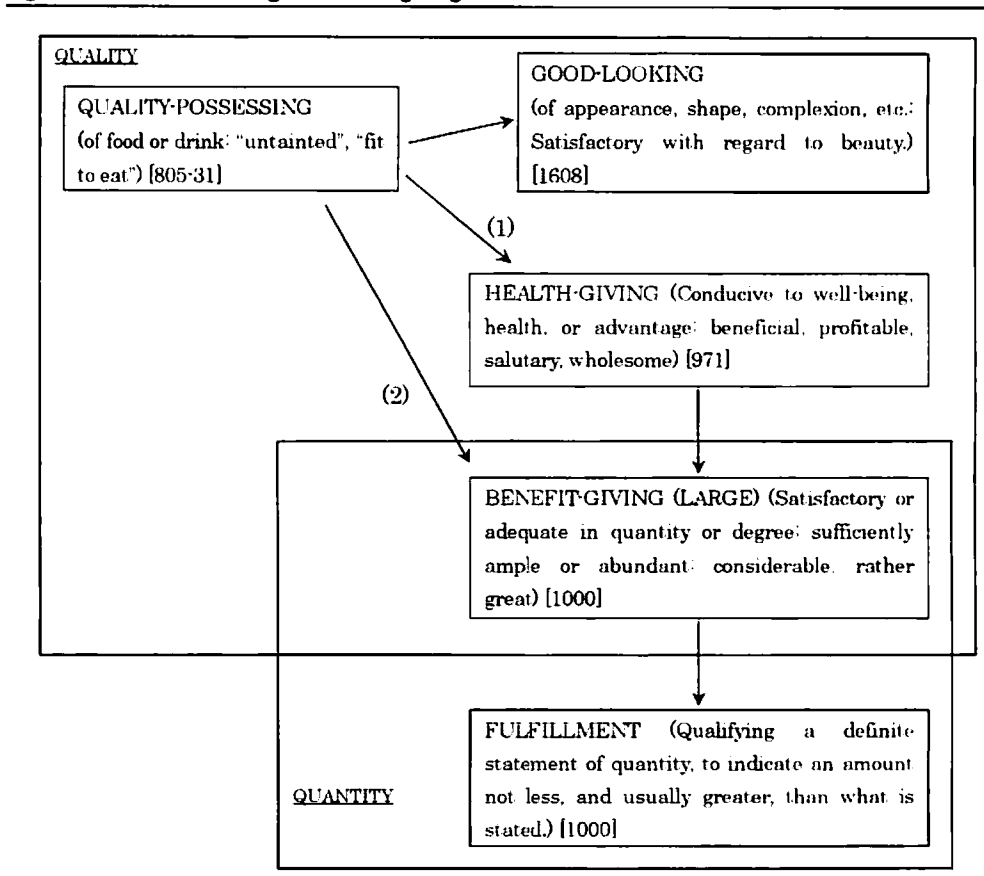 QUALITY
QUALITY-POSSESSING
(of food or drink: "untainted", "fit
to eat") [805-31]
GOOD-LOOKING
(of appearance, shape, complexion, etc.:
Satisfactory with regard to beauty.)
[1608]
(1)
HEALTH-GIVING (Conducive to well-being,
health, or advantage: beneficial, profitable,
salutary, wholesome) [971]
(2)
BENEFIT-GIVING (LARGE) (Satisfactory or
adequate in quantity or degree: sufficiently
ample or abundant: considerable, rather
great) [1000]
FULFILLMENT (Qualifying a definite
statement of quantity, to indicate an amount
not less, and usually greater, than what is
stated.) [1000]
QUANTITY